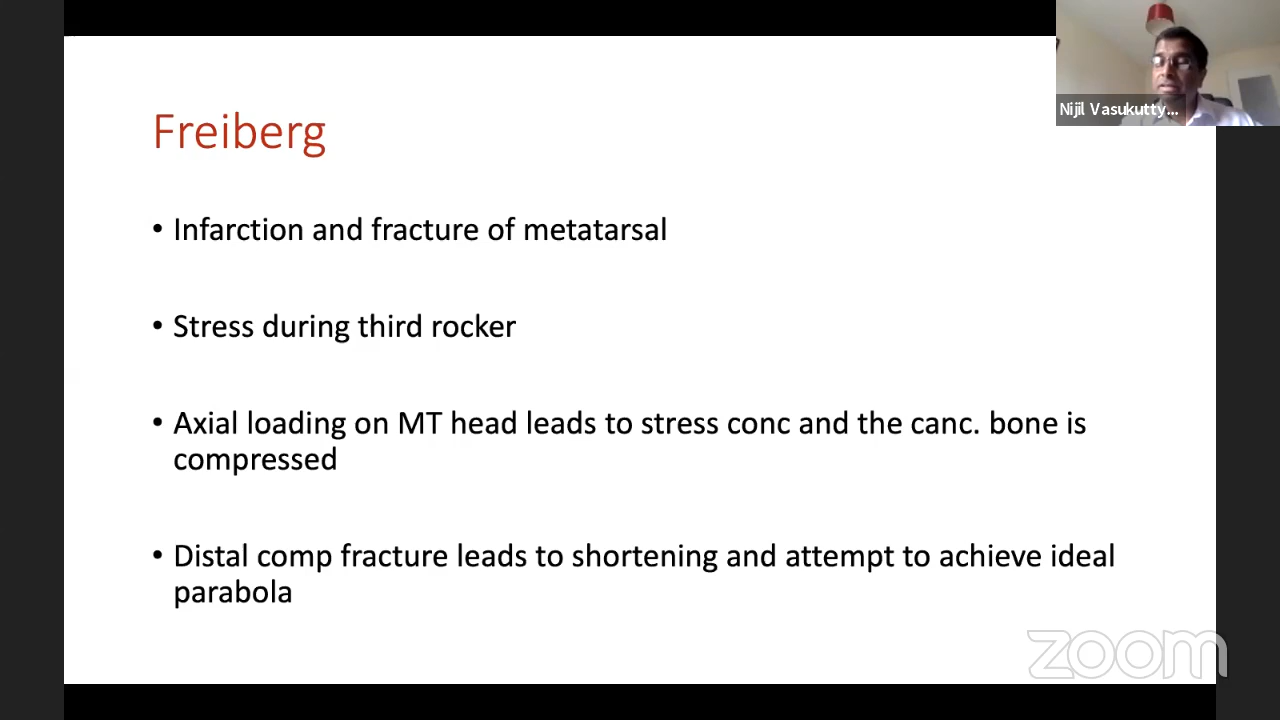 Nijil Vasukutty...
Freiberg
• Infarction and fracture of metatarsal
• Stress during third rocker
• Axial loading on MT head leads to stress conc and the canc. bone is
compressed
• Distal comp fracture leads to shortening and attempt to achieve ideal
parabola
zoom